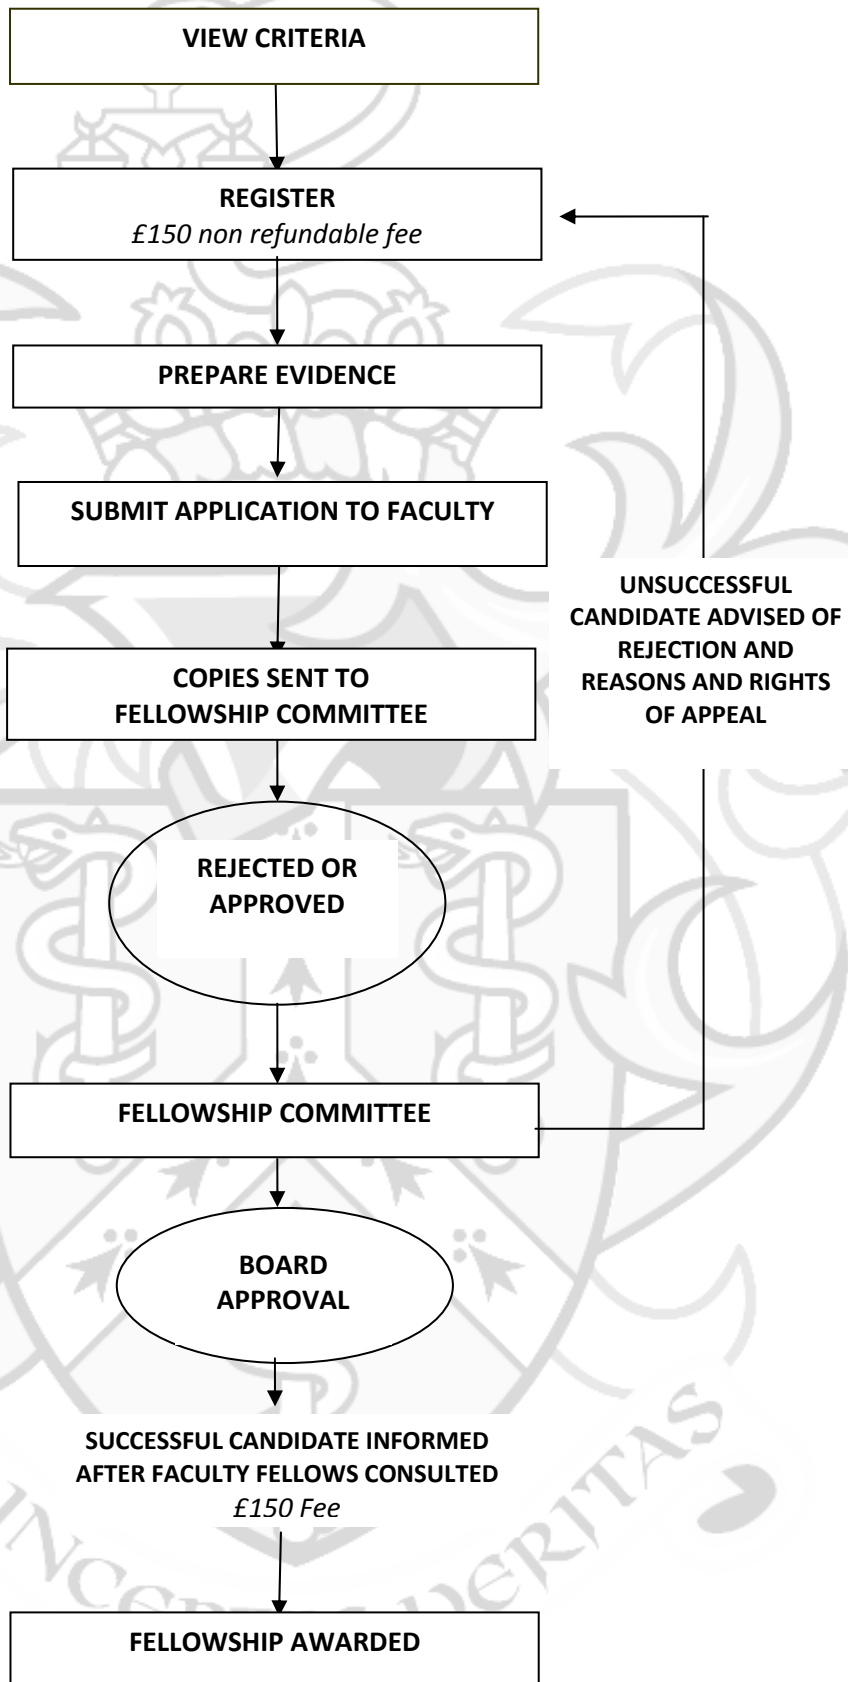 VIEW CRITERIA
REGISTER
£150 non refundable fee
PREPARE EVIDENCE
SUBMIT APPLICATION TO FACULTY
UNSUCCESSFUL
CANDIDATE ADVISED OF
REJECTION AND
REASONS AND RIGHTS
OF APPEAL
COPIES SENT TO
FELLOWSHIP COMMITTEE
REJECTED OR
APPROVED
FELLOWSHIP COMMITTEE
BOARD
APPROVAL
SUCCESSFUL CANDIDATE INFORMED
AFTER FACULTY FELLOWS CONSULTED
£150 Fee
FELLOWSHIP AWARDED